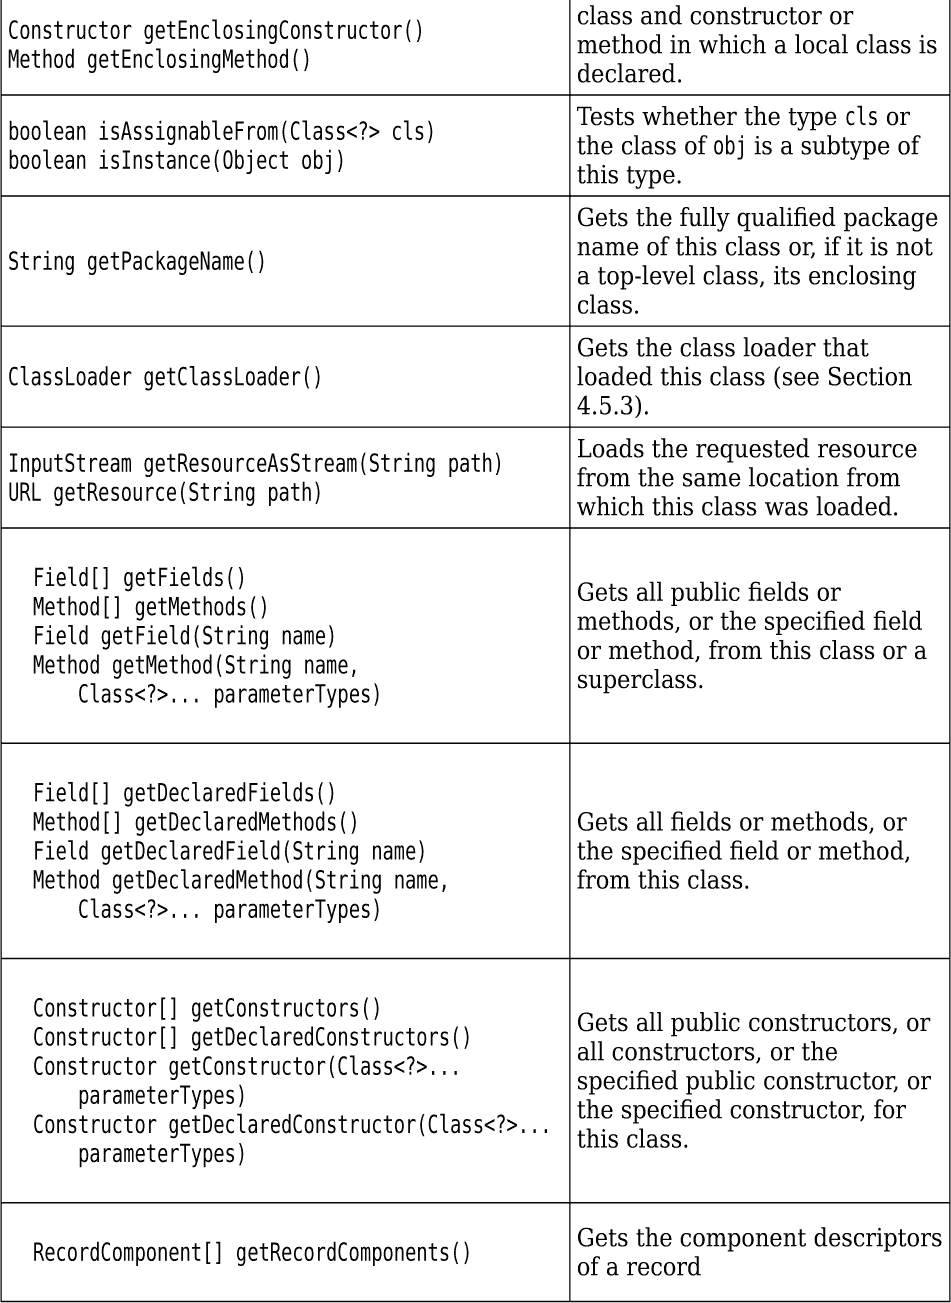 Constructor getEnclosingConstructor()
Method getEnclosingMethod()
class and constructor or
method in which a local class is
declared.
boolean isAssignableFrom(Class<?> cls)
boolean isInstance(Object obj)
Tests whether the type cls or
the class of obj is a subtype of
this type.
String getPackageName()
Gets the fully qualified package
name of this class or, if it is not
a top-level class, its enclosing
class.
ClassLoader getClassLoader()
Gets the class loader that
loaded this class (see Section
4.5.3).
InputStream getResourceAsStream(String path)
URL getResource(String path)
Loads the requested resource
from the same location from
which this class was loaded.
Field[] getFields()
Method[] getMethods()
Field getField(String name)
Method getMethod(String name,
Class<?>... parameterTypes)
Gets all public fields or
methods, or the specified field
or method, from this class or a
superclass.
Field[] getDeclaredFields()
Method[] getDeclaredMethods()
Field getDeclaredField(String name)
Method getDeclaredMethod(String name,
Class<?>... parameterTypes)
Gets all fields or methods, or
the specified field or method,
from this class.
Constructor[] getConstructors()
Constructor[] getDeclaredConstructors()
Constructor getConstructor(Class<?>...
parameterTypes)
Constructor getDeclaredConstructor(Class<?>...
parameterTypes)
Gets all public constructors, or
all constructors, or the
specified public constructor, or
the specified constructor, for
this class.
RecordComponent[] getRecordComponents()
Gets the component descriptors
of a record